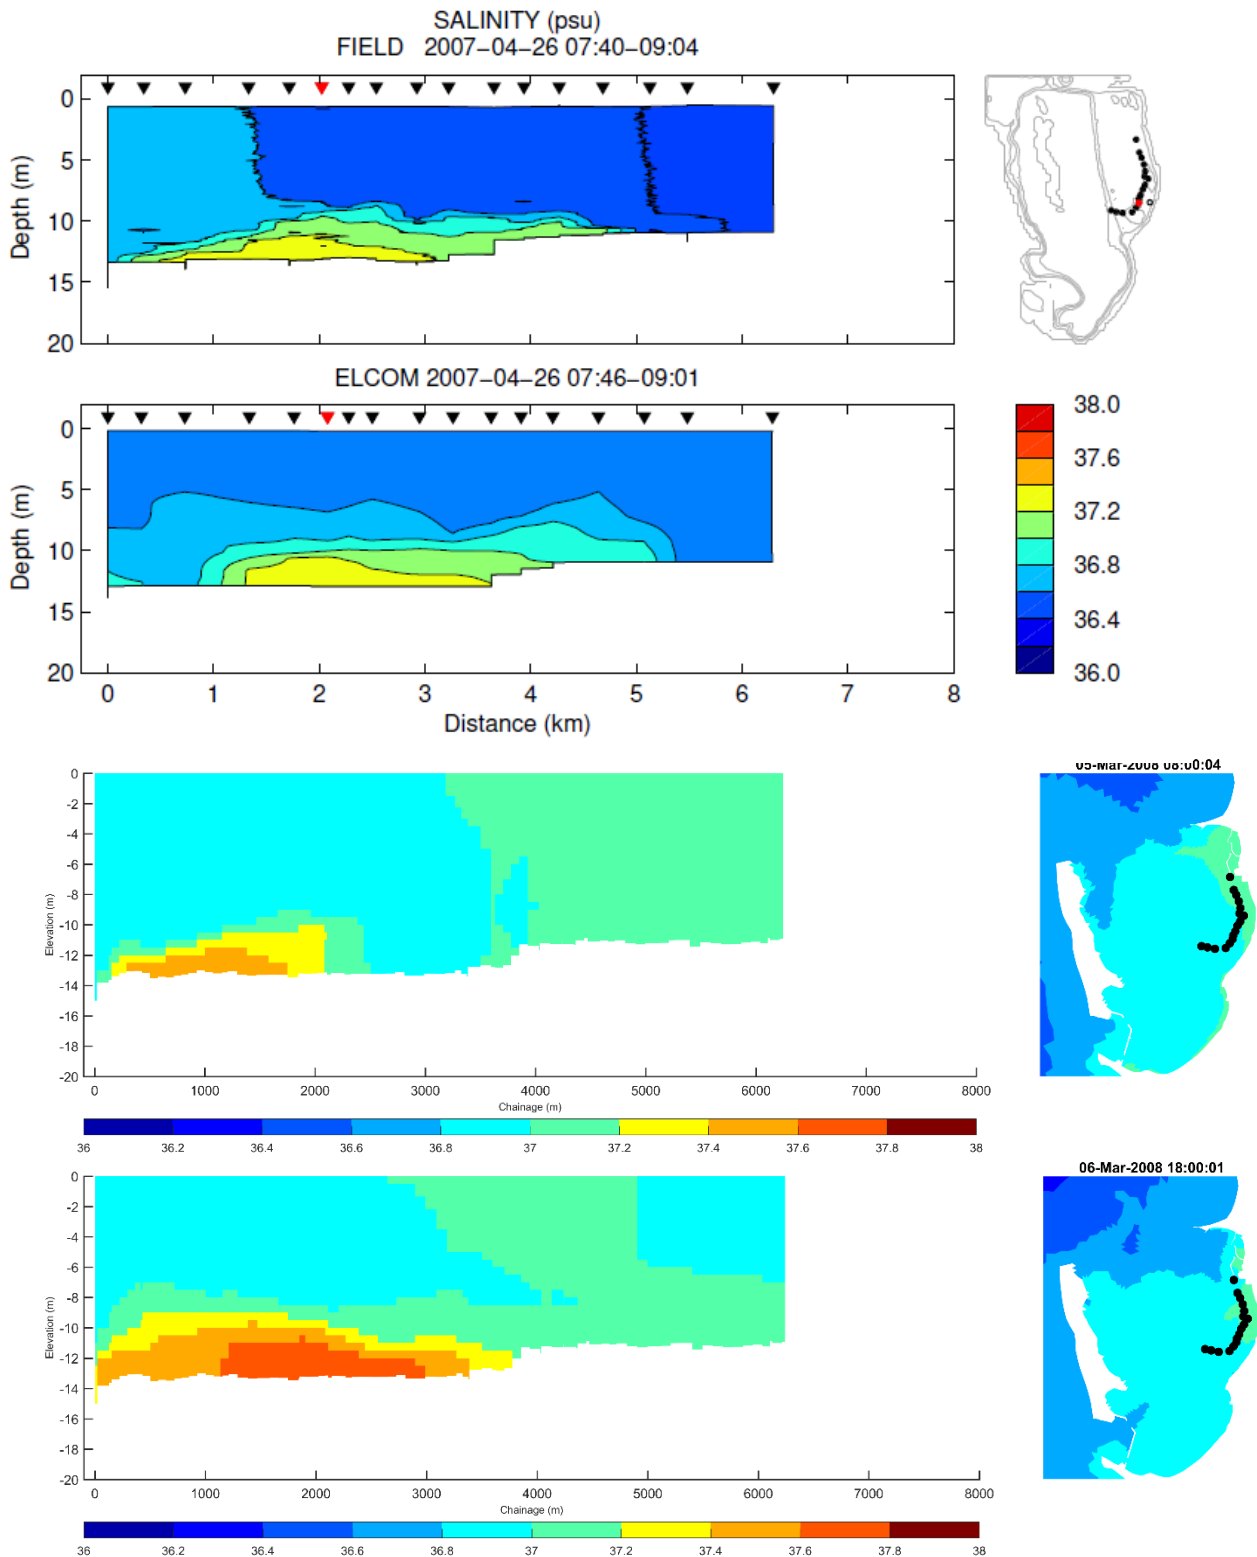 SALINITY (psu)
FIELD 2007−04−26 07:40−09:04
0
5
10
15
20
Depth (m)
ELCOM 2007−04−26 07:46−09:01
0
5
10
15
20
Depth (m)
0 1 2 3 4 5 6 7 8
Distance (km)
38.0
37.6
37.2
36.8
36.4
36.0
05-Mar-2008 08:00:04
0
-2
-4
-6
-8
-10
-12
-14
-16
-18
-20
Elevation (m)
0 1000 2000 3000 4000 5000 6000 7000 8000
Chainage (m)
36 36.2 36.4 36.6 36.8 37 37.2 37.4 37.6 37.8 38
06-Mar-2008 18:00:01
0
-2
-4
-6
-8
-10
-12
-14
-16
-18
-20
Elevation (m)
0 1000 2000 3000 4000 5000 6000 7000 8000
Chainage (m)
36 36.2 36.4 36.6 36.8 37 37.2 37.4 37.6 37.8 38